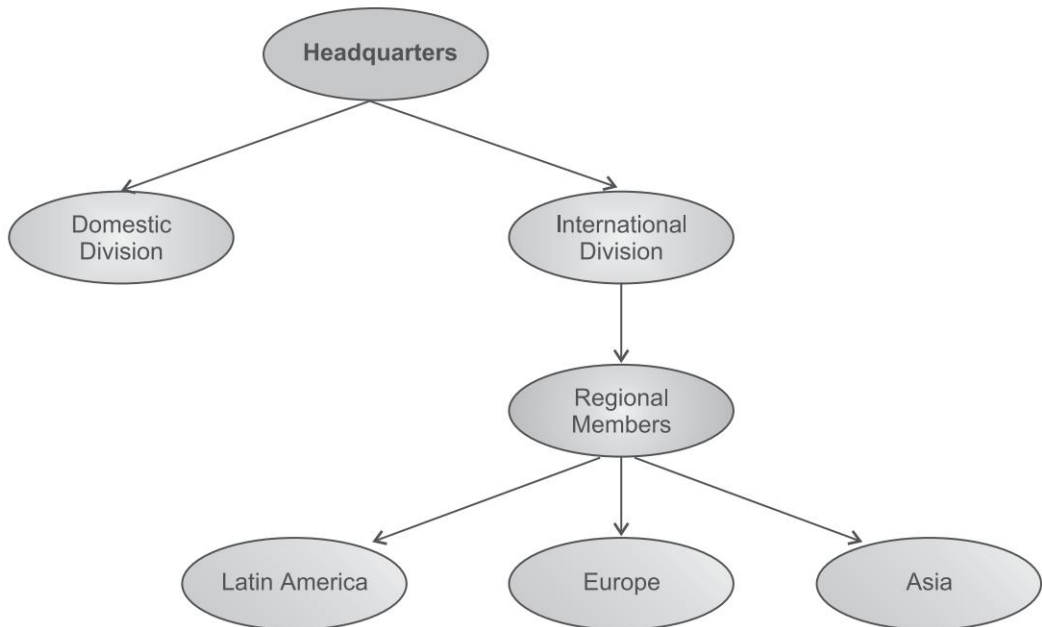 Headquarters
Domestic
Division
International
Division
Regional
Members
Latin America
Europe
Asia